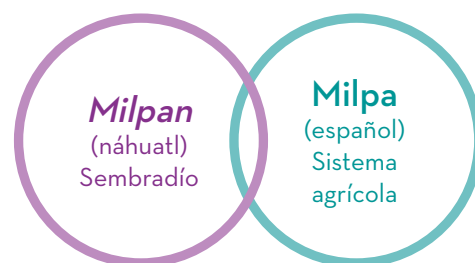 Milpan
(náhuatl)
Sembradío
Milpa
(español)
Sistema
agrícola